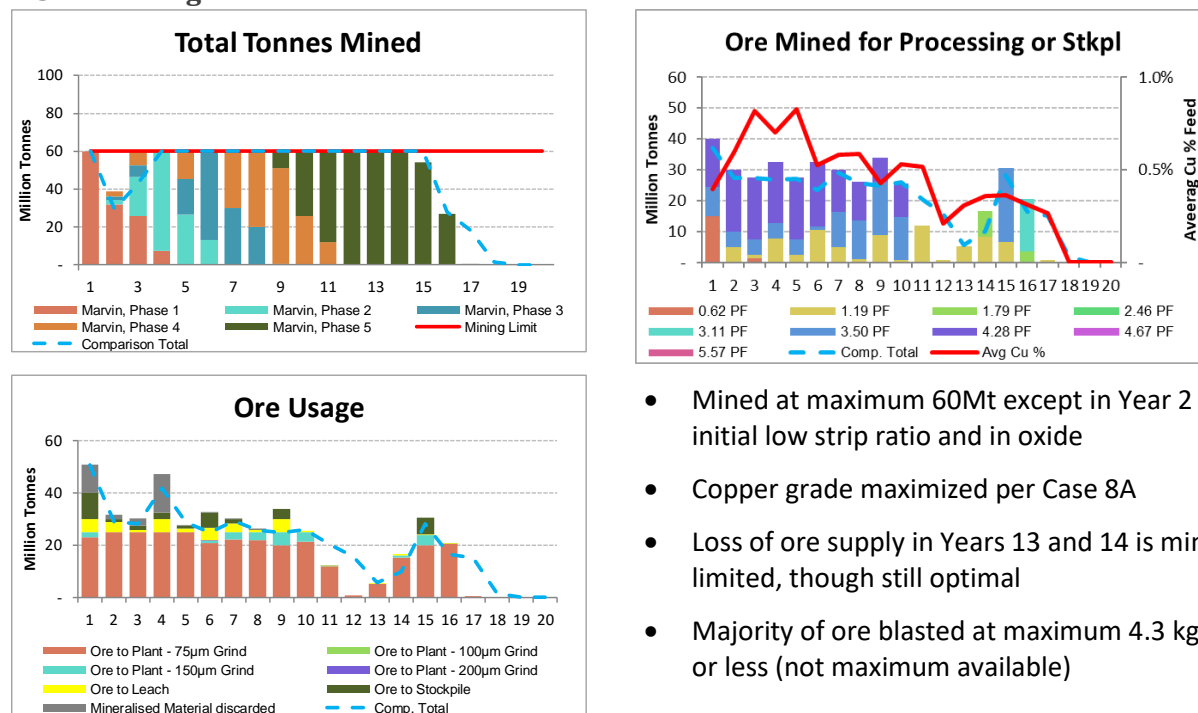 Total Tonnes Mined
100
80
60
40
20
-
Million Tonnes
1 3 5 7 9 11 13 15 17 19
Marvin, Phase 1 Marvin, Phase 2 Marvin, Phase 3
Marvin, Phase 4 Marvin, Phase 5 Mining Limit
Comparison Total
Ore Mined for Processing or Stkpl
60
50
40
30
20
10
-
Million Tonnes
1.0%
0.5%
-
Aveerag Cu % Feed
1 2 3 4 5 6 7 8 9 10 11 12 13 14 15 16 17 18 19 20
0.62 PF 1.19 PF 1.79 PF 2.46 PF
3.11 PF 3.50 PF 4.28 PF 4.67 PF
5.57 PF Comp. Total Avg Cu %
Ore Usage
60
40
20
-
Million Tonnes
1 2 3 4 5 6 7 8 9 10 11 12 13 14 15 16 17 18 19 20
Ore to Plant - 75µm Grind Ore to Plant - 100µm Grind
Ore to Plant - 150µm Grind Ore to Plant - 200µm Grind
Ore to Leach Ore to Stockpile
Mineralised Material discarded Comp. Total
• Mined at maximum 60Mt except in Year 2
initial low strip ratio and in oxide
• Copper grade maximized per Case 8A
• Loss of ore supply in Years 13 and 14 is min
limited, though still optimal
• Majority of ore blasted at maximum 4.3 kg
or less (not maximum available)